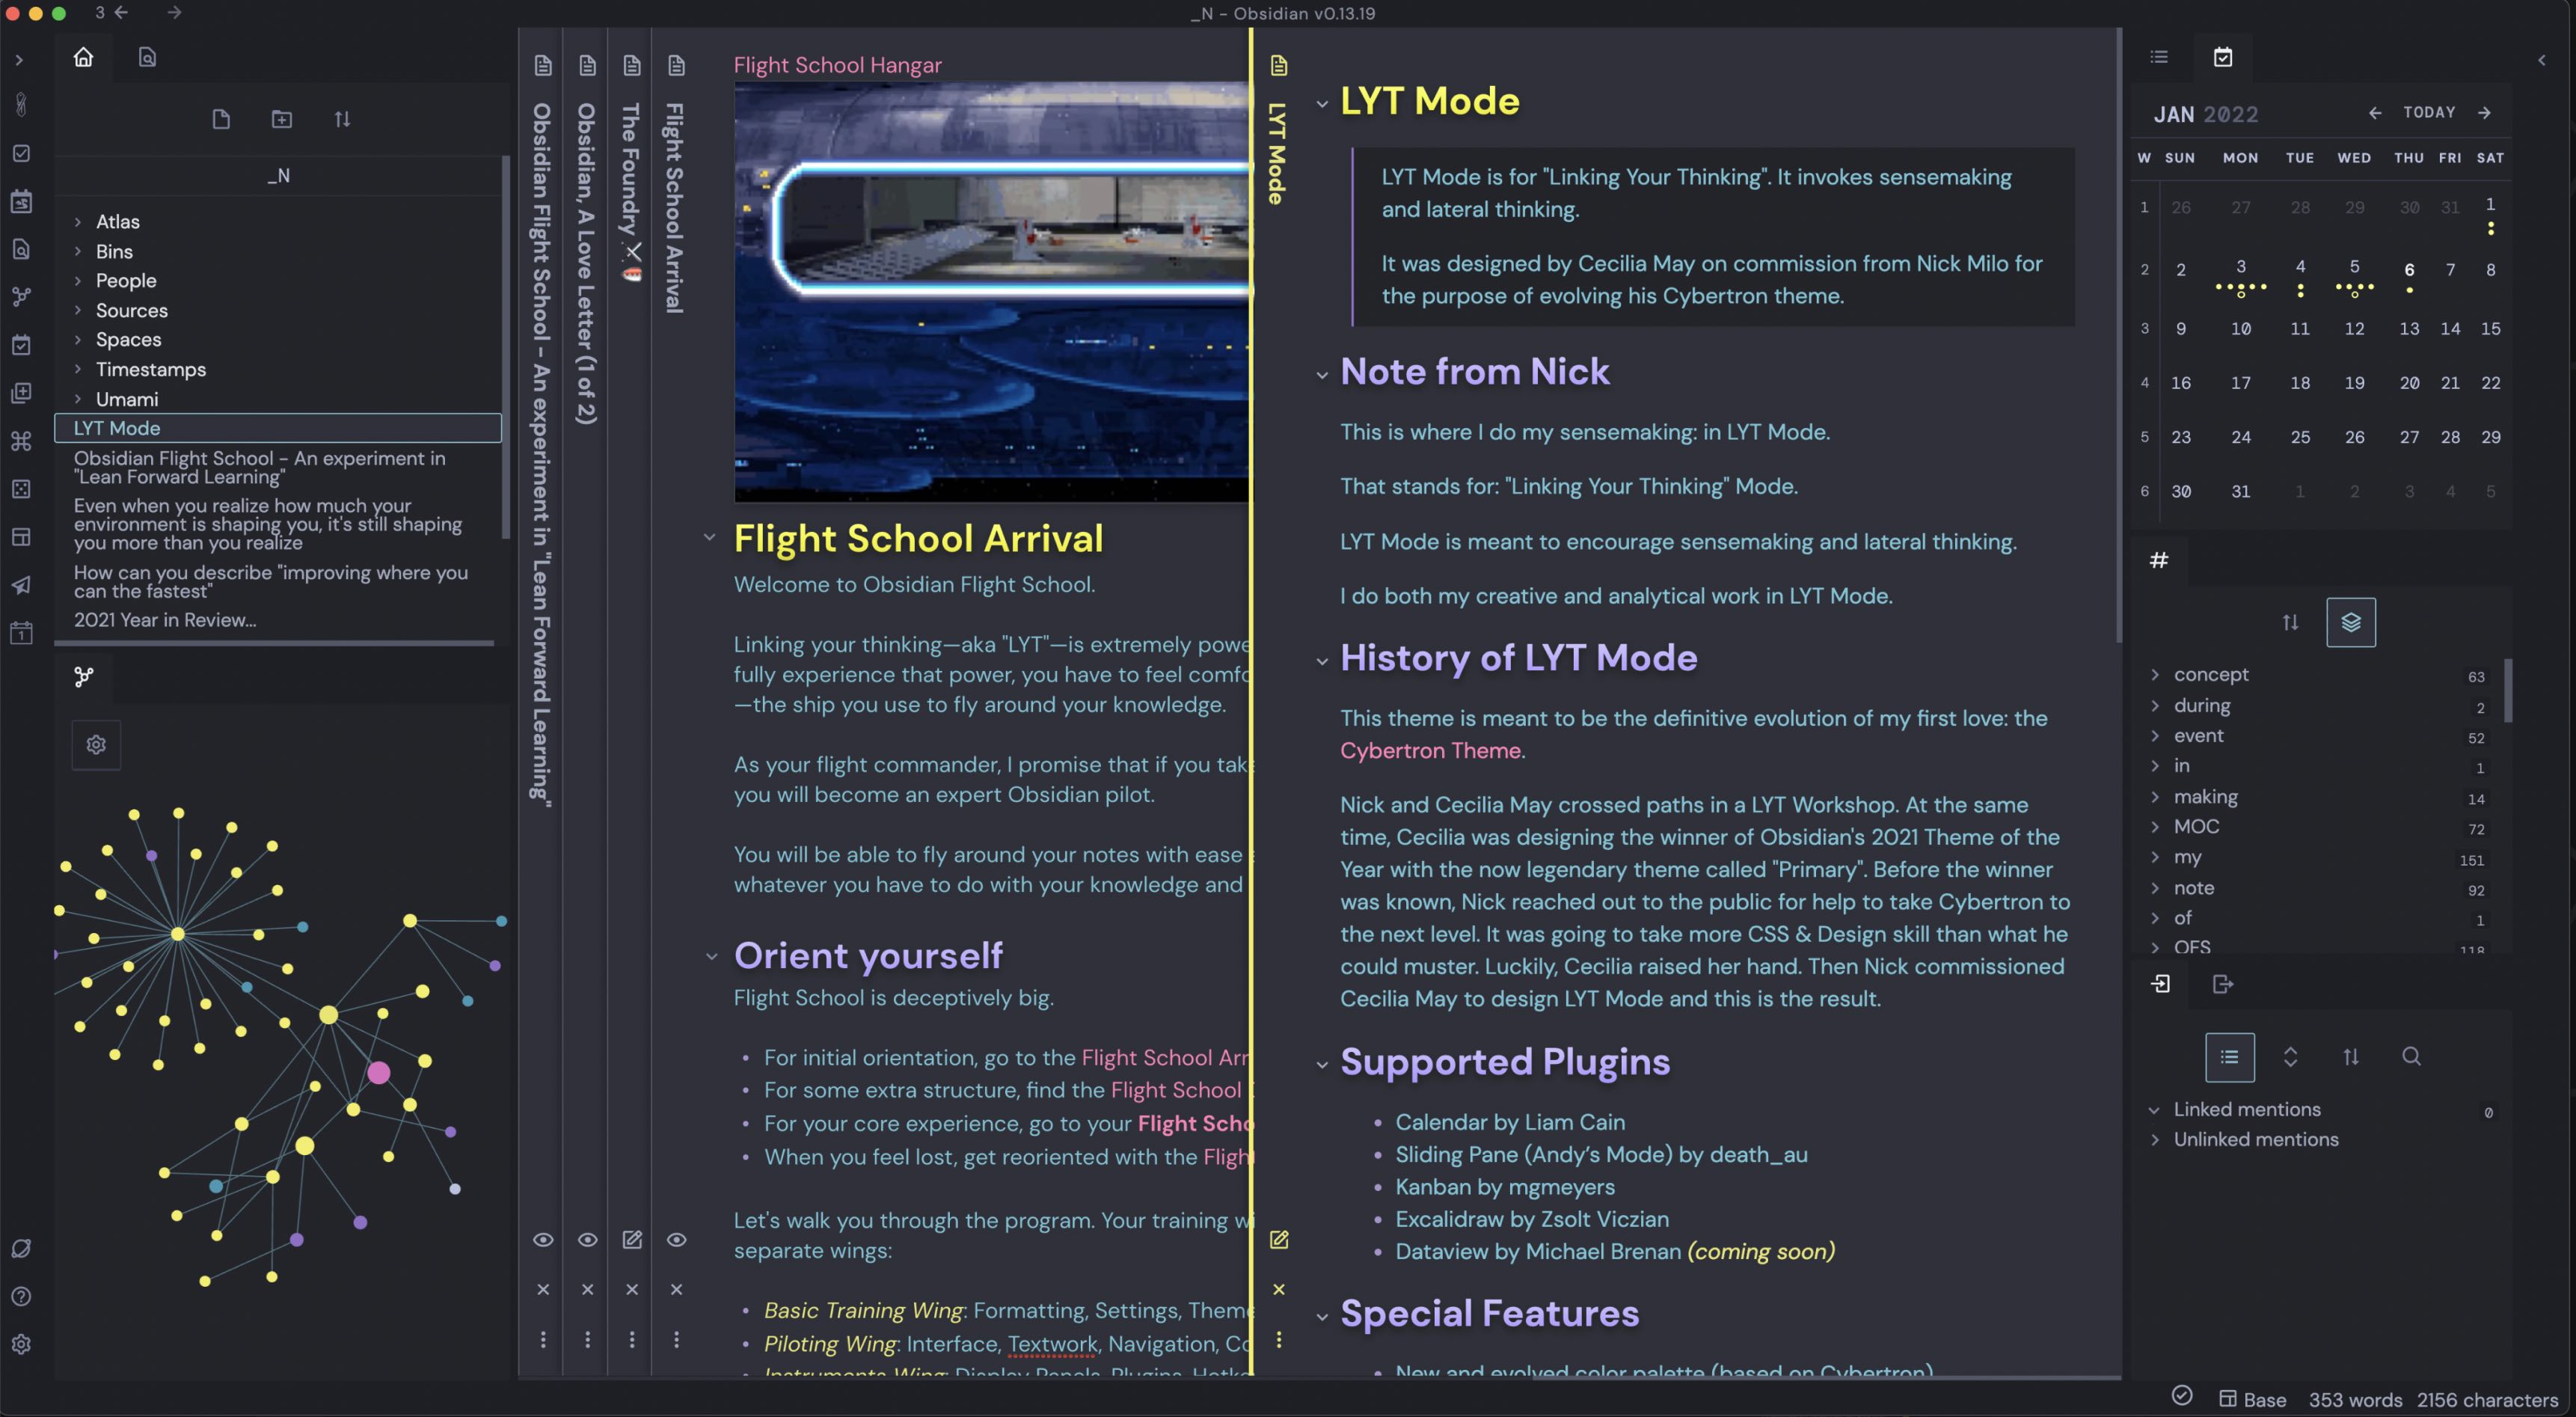 3
_N - Obsidian v0.13.19
_N
Atlas
Bins
People
Sources
Spaces
Timestamps
Umami
LYT Mode
Obsidian Flight School - An experiment in
"Lean Forward Learning"
Even when you realize how much your
environment is shaping you, it's still shaping
you more than you realize
How can you describe "improving where you
can the fastest"
2021 Year in Review...
1
Obsidian Flight School - An experiment in "Lean Forward Learning"
Obsidian, A Love Letter (1 of 2)
The Foundry
Flight School Arrival
Flight School Hangar
Flight School Arrival
Welcome to Obsidian Flight School.
Linking your thinking—aka "LYT"—is extremely powe
fully experience that power, you have to feel comfo
—the ship you use to fly around your knowledge.
As your flight commander, I promise that if you tak
you will become an expert Obsidian pilot.
You will be able to fly around your notes with ease
whatever you have to do with your knowledge and
Orient yourself
Flight School is deceptively big.
• For initial orientation, go to the Flight School Arr
• For some extra structure, find the Flight School
• For your core experience, go to your Flight Scho
• When you feel lost, get reoriented with the Fligh
Let's walk you through the program. Your training wi
separate wings:
• Basic Training Wing: Formatting, Settings, Theme
• Piloting Wing: Interface, Textwork, Navigation, Co
• Instruments Wing: Display Panels, Plugins, Hotke
LYT Mode
LYT Mode
LYT Mode is for "Linking Your Thinking". It invokes sensemaking
and lateral thinking.
It was designed by Cecilia May on commission from Nick Milo for
the purpose of evolving his Cybertron theme.
Note from Nick
This is where I do my sensemaking: in LYT Mode.
That stands for: "Linking Your Thinking" Mode.
LYT Mode is meant to encourage sensemaking and lateral thinking.
I do both my creative and analytical work in LYT Mode.
History of LYT Mode
This theme is meant to be the definitive evolution of my first love: the
Cybertron Theme.
Nick and Cecilia May crossed paths in a LYT Workshop. At the same
time, Cecilia was designing the winner of Obsidian's 2021 Theme of the
Year with the now legendary theme called "Primary". Before the winner
was known, Nick reached out to the public for help to take Cybertron to
the next level. It was going to take more CSS & Design skill than what he
could muster. Luckily, Cecilia raised her hand. Then Nick commissioned
Cecilia May to design LYT Mode and this is the result.
Supported Plugins
• Calendar by Liam Cain
• Sliding Pane (Andy's Mode) by death_au
• Kanban by mgmeyers
• Excalidraw by Zsolt Viczian
• Dataview by Michael Brenan (coming soon)
Special Features
• New and evolved color palette (based on Cybertron)
JAN 2022 TODAY
W SUN MON TUE WED THU FRI SAT
1 26 27 28 29 30 31 1
2 2 3 4 5 6 7 8
3 9 10 11 12 13 14 15
4 16 17 18 19 20 21 22
5 23 24 25 26 27 28 29
6 30 31 1 2 3 4 5
#
concept 63
during 2
event 52
in 1
making 14
MOC 72
my 151
note 92
of 1
OFS 118
Linked mentions 0
Unlinked mentions
Base 353 words 2156 characters